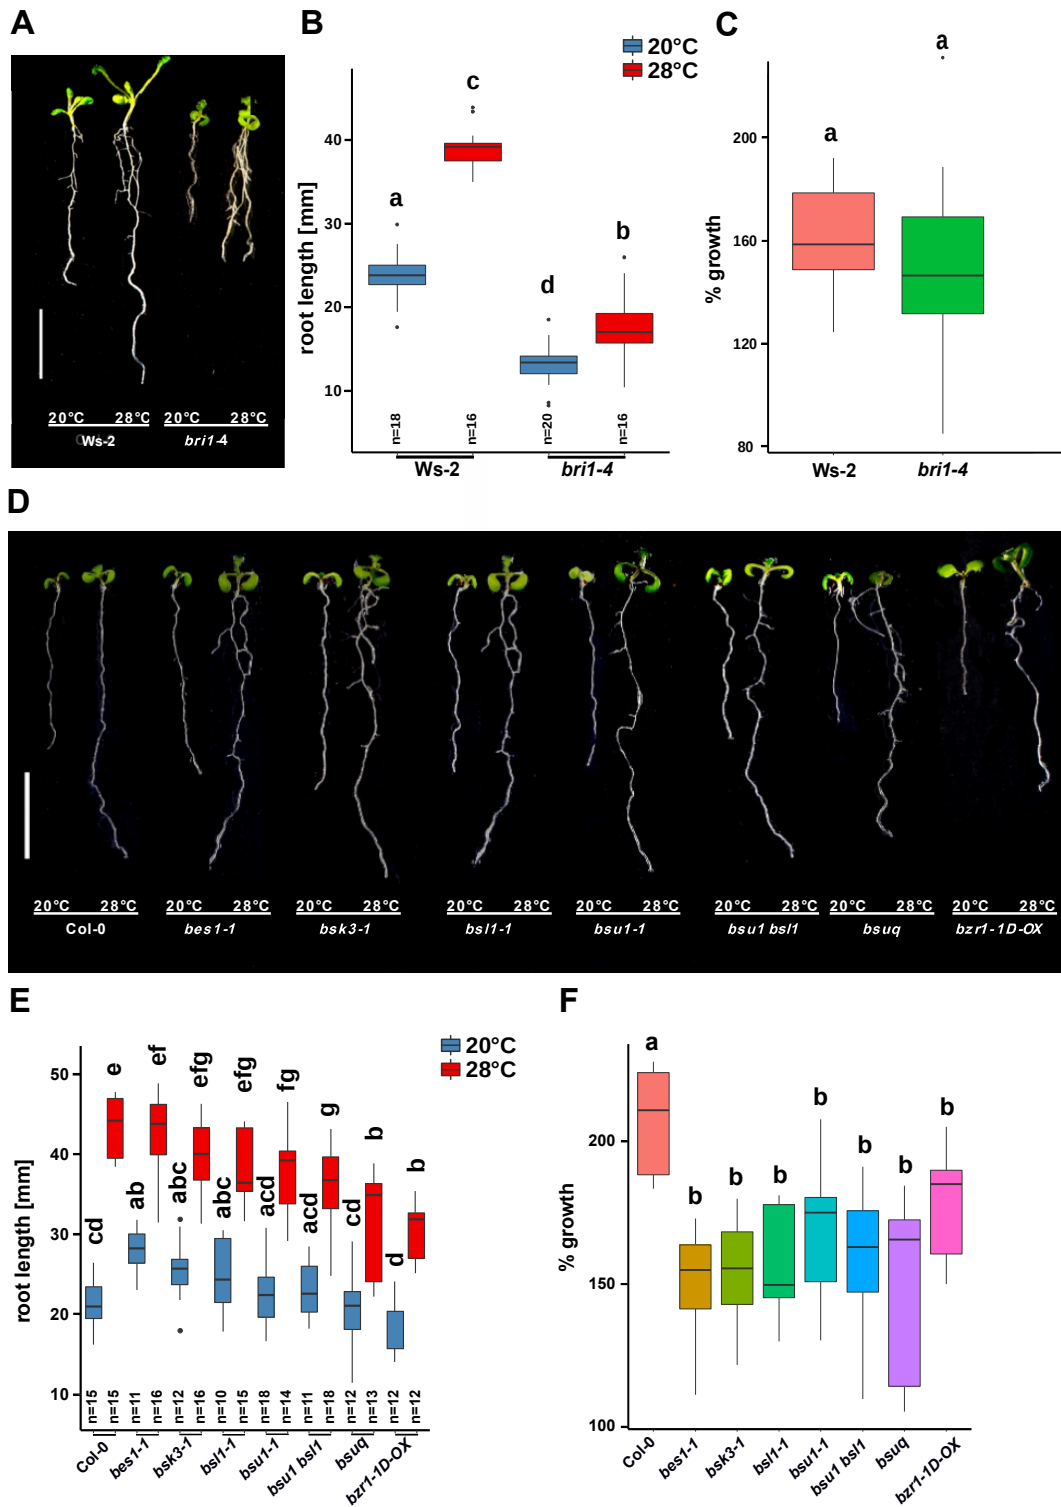 A
20°C 28°C 20°C 28°C
Ws-2 bri1-4
B
20°C
28°C
root length [mm]
40
30
20
10
a
c
d
b
n=18
n=16
n=20
n=16
Ws-2 bri1-4
C
% growth
200
160
120
80
a
a
Ws-2 bri1-4
D
20°C 28°C 20°C 28°C 20°C 28°C 20°C 28°C 20°C 28°C 20°C 28°C 20°C 28°C 20°C 28°C
Col-0 bes1-1 bsk3-1 bsl1-1 bsu1-1 bsu1 bsl1 bsuq bzr1-1D-OX
E
20°C
28°C
root length [mm]
50
40
30
20
10
cd
e
ab
ef
abc
efg
abc
efg
acd
fg
acd
g
cd
b
d
b
n=15
n=15
n=11
n=16
n=12
n=16
n=10
n=15
n=18
n=14
n=11
n=18
n=12
n=13
n=12
n=12
Col-0
bes1-1
bsk3-1
bsl1-1
bsu1-1
bsu1 bsl1
bsuq
bzr1-1D-OX
F
% growth
200
150
100
a
b
b
b
b
b
b
b
Col-0
bes1-1
bsk3-1
bsl1-1
bsu1-1
bsu1 bsl1
bsuq
bzr1-1D-OX